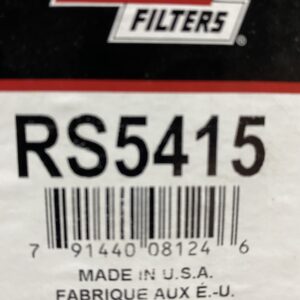 FILTERS®
RS5415
7 91440 08124 6
MADE IN U.S.A.
FABRIQUE AUX É.-U.